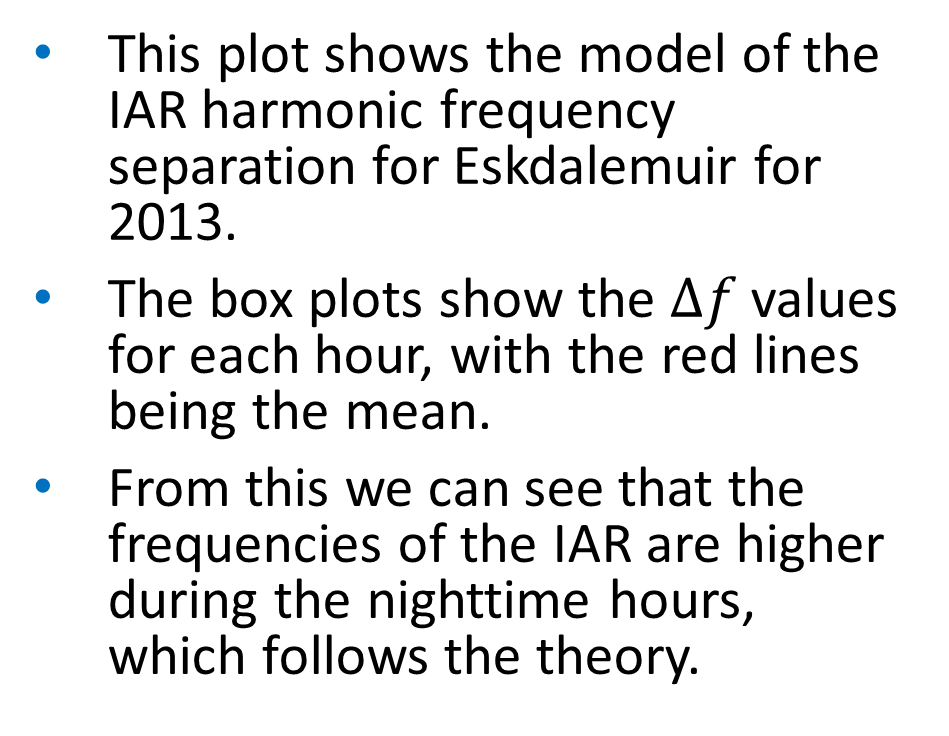 • This plot shows the model of the
IAR harmonic frequency
separation for Eskdalemuir for
2013.
• The box plots show the Δ𝑓 values
for each hour, with the red lines
being the mean.
• From this we can see that the
frequencies of the IAR are higher
during the nighttime hours,
which follows the theory.